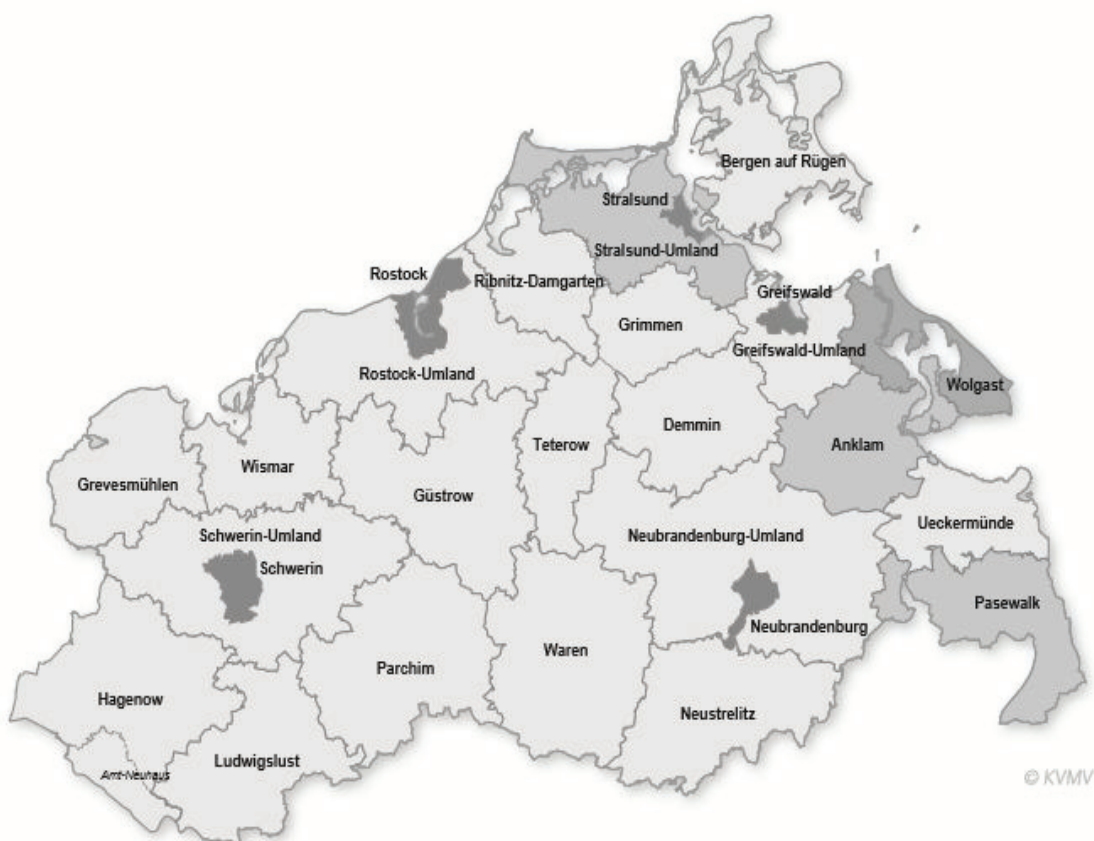 Bergen auf Rügen
Stralsund
Stralsund-Umland
Rostock
Ribnitz-Damgarten
Greifswald
Grimmen
Greifswald-Umland
Rostock-Umland
Wolgast
Demmin
Teterow
Anklam
Wismar
Grevesmühlen
Güstrow
Ueckermünde
Schwerin-Umland
Neubrandenburg-Umland
Schwerin
Pasewalk
Neubrandenburg
Waren
Parchim
Hagenow
Neustrelitz
Ludwigslust
Amt-Neuhaus
© KVMV